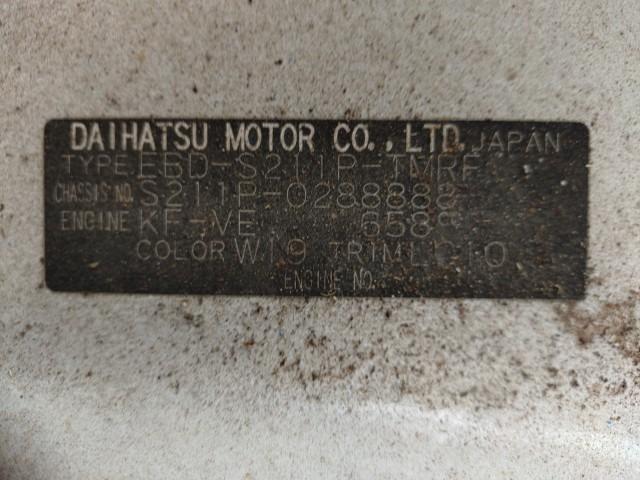 DAIHATSU MOTOR CO., LTD. JAPAN
TYPE EBD-S211P-TMRF
CHASSIS NO. S211P-0288888
ENGINE KF-VE 658
COLOR W19 TRIM LC10
ENGINE NO.